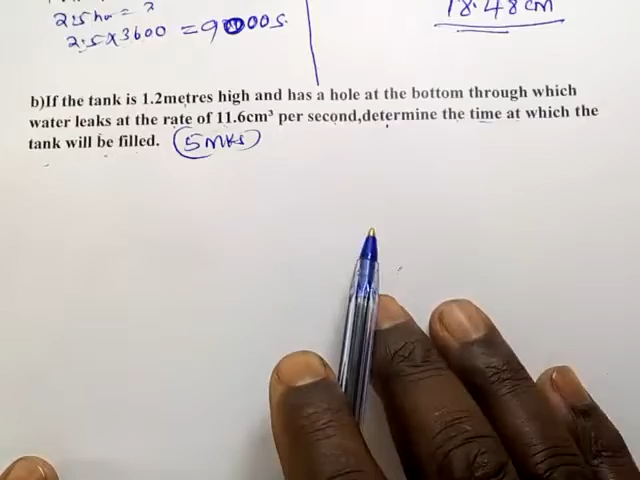 2.5hr = ?
2.5x3600 = 9000s.
18.48cm
b)If the tank is 1.2metres high and has a hole at the bottom through which
water leaks at the rate of 11.6cm³ per second,determine the time at which the
tank will be filled. (5mks)